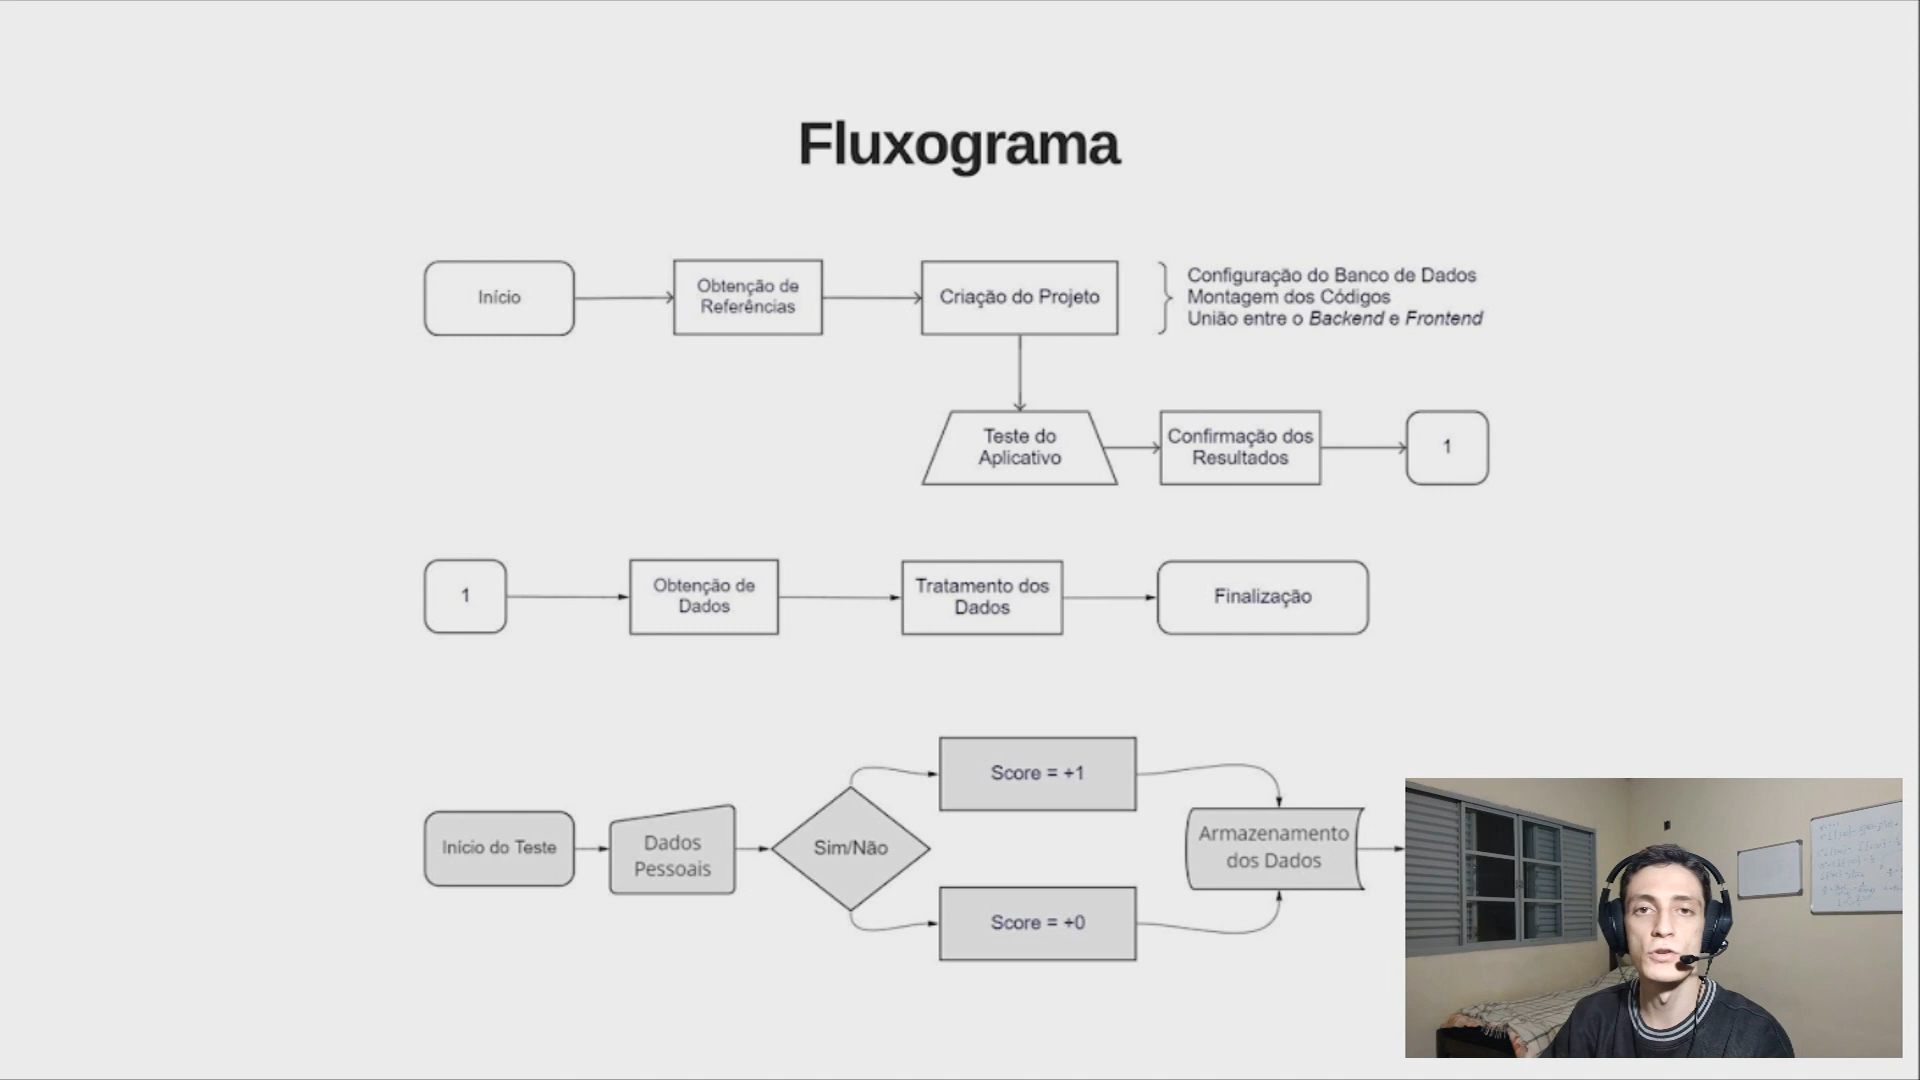 Fluxograma
Início
Obtenção de
Referências
Criação do Projeto
Configuração do Banco de Dados
Montagem dos Códigos
União entre o Backend e Frontend
Teste do
Aplicativo
Confirmação dos
Resultados
1
1
Obtenção de
Dados
Tratamento dos
Dados
Finalização
Início do Teste
Dados
Pessoais
Sim/Não
Score = +1
Score = +0
Armazenamento
dos Dados